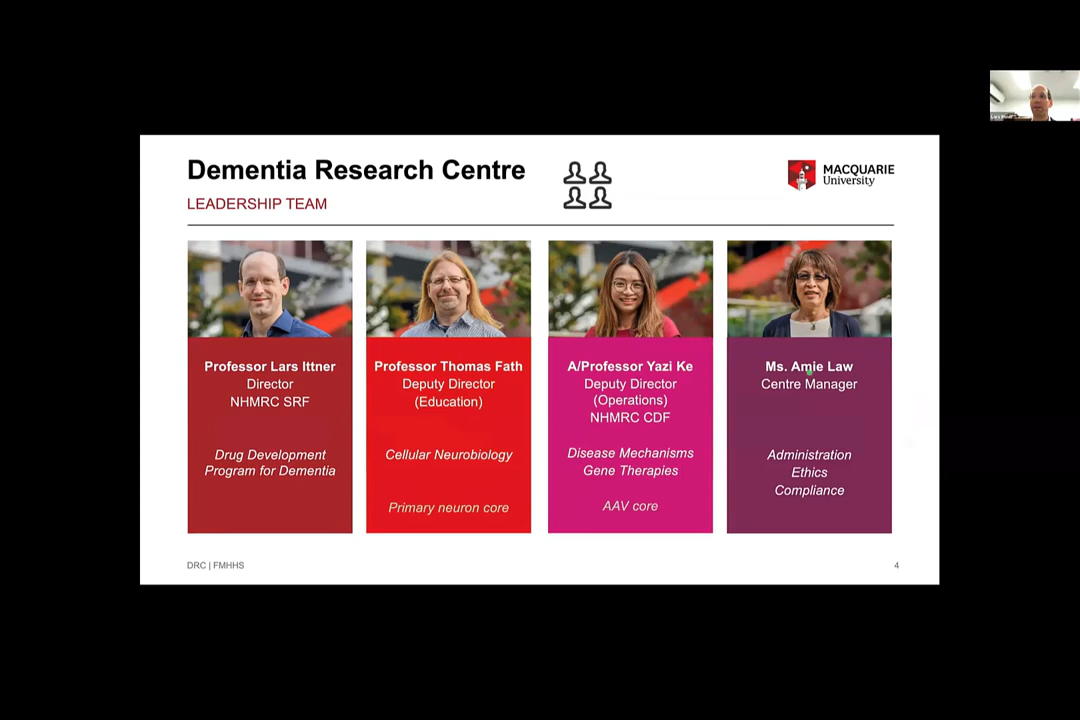 Dementia Research Centre
LEADERSHIP TEAM
MACQUARIE
University
Professor Lars Ittner
Director
NHMRC SRF
Drug Development
Program for Dementia
Professor Thomas Fath
Deputy Director
(Education)
Cellular Neurobiology
Primary neuron core
A/Professor Yazi Ke
Deputy Director
(Operations)
NHMRC CDF
Disease Mechanisms
Gene Therapies
AAV core
Ms. Amie Law
Centre Manager
Administration
Ethics
Compliance
DRC | FMHHS
4